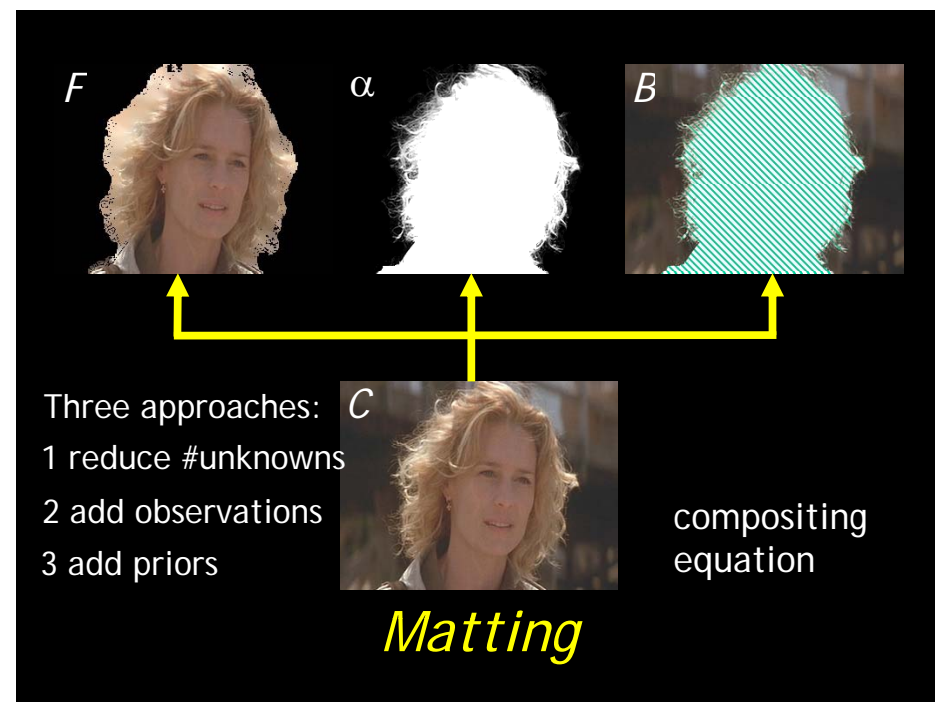 F
α
B
Three approaches:
C
1 reduce #unknowns
2 add observations
3 add priors
compositing
equation
Matting